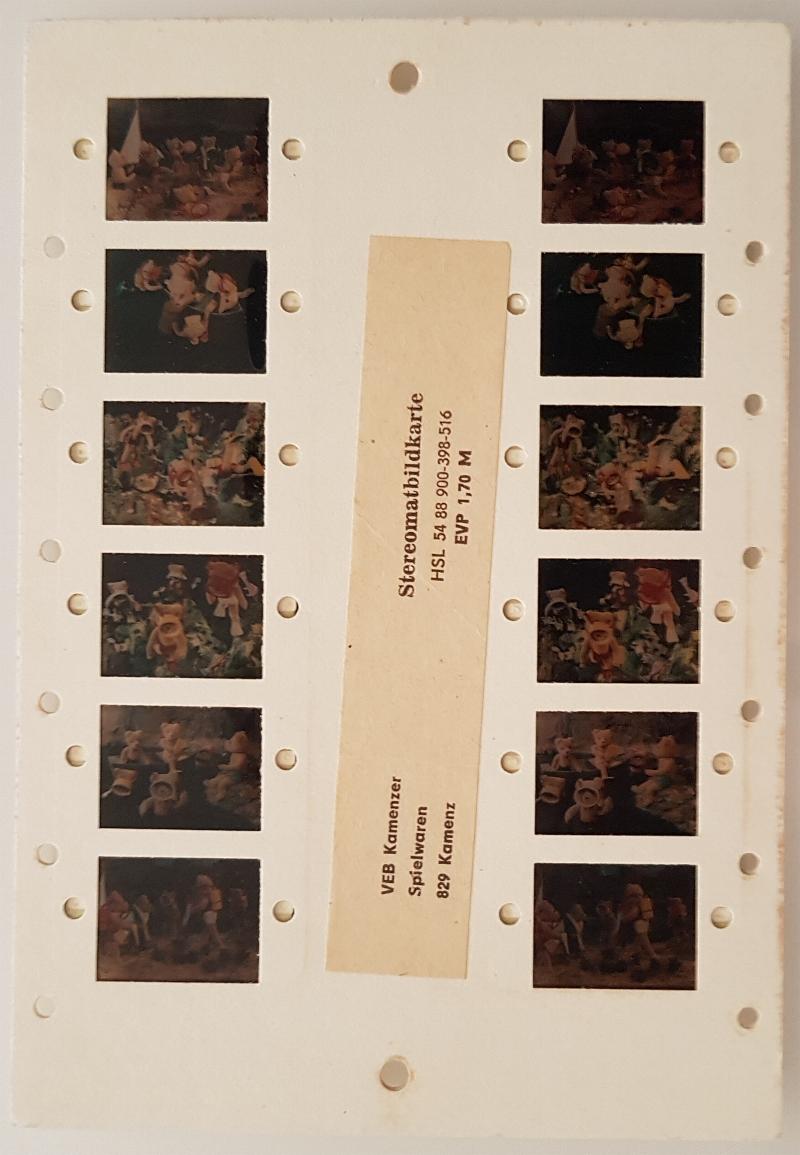 Stereomatbildkarte
HSL 54 88 900-398-516
EVP 1,70 M
VEB Kamenzer
Spielwaren
829 Kamenz